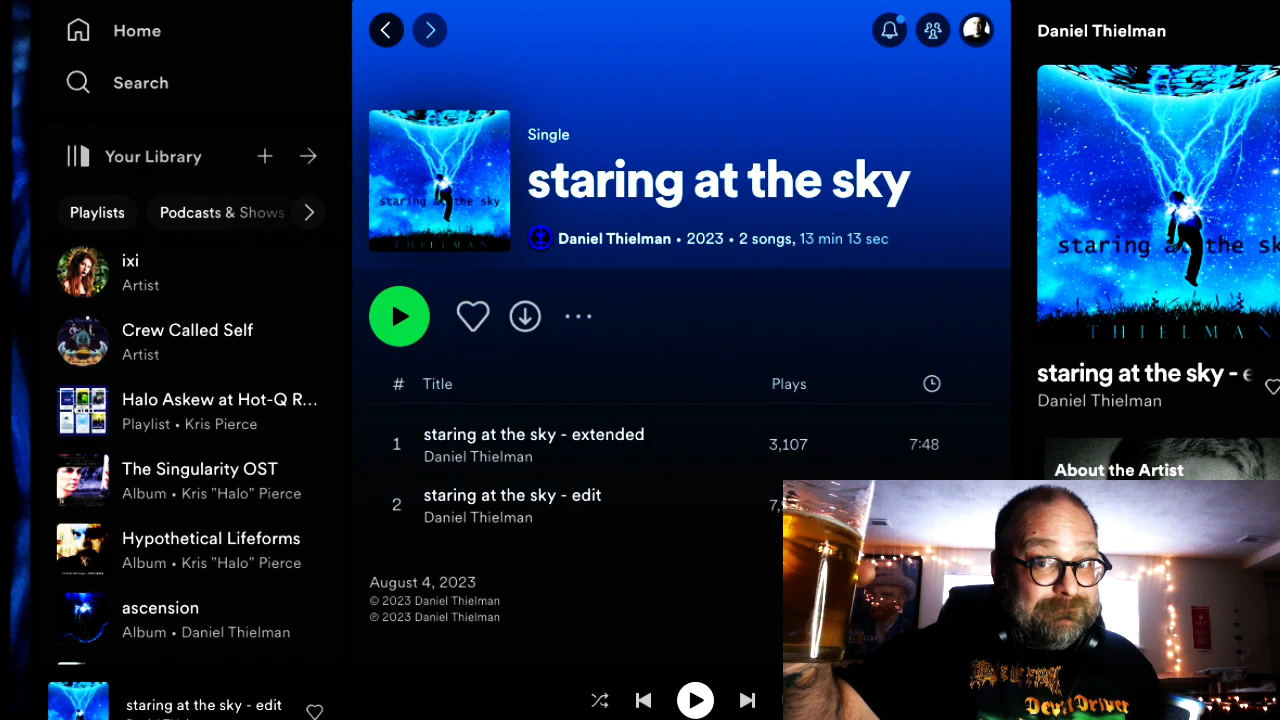 Home
Search
Your Library
Playlists
Podcasts & Shows
ixi
Artist
Crew Called Self
Artist
Halo Askew at Hot-Q R...
Playlist • Kris Pierce
The Singularity OST
Album • Kris "Halo" Pierce
Hypothetical Lifeforms
Album • Kris "Halo" Pierce
ascension
Album • Daniel Thielman
staring at the sky - edit
staring at the sky
THIELMAN
Single
staring at the sky
Daniel Thielman • 2023 • 2 songs, 13 min 13 sec
# Title Plays
1 staring at the sky - extended 3,107 7:48
Daniel Thielman
2 staring at the sky - edit 7,
Daniel Thielman
August 4, 2023
© 2023 Daniel Thielman
℗ 2023 Daniel Thielman
Daniel Thielman
staring at the sk
THIELMAN
staring at the sky - e
Daniel Thielman
About the Artist
DevilDriver